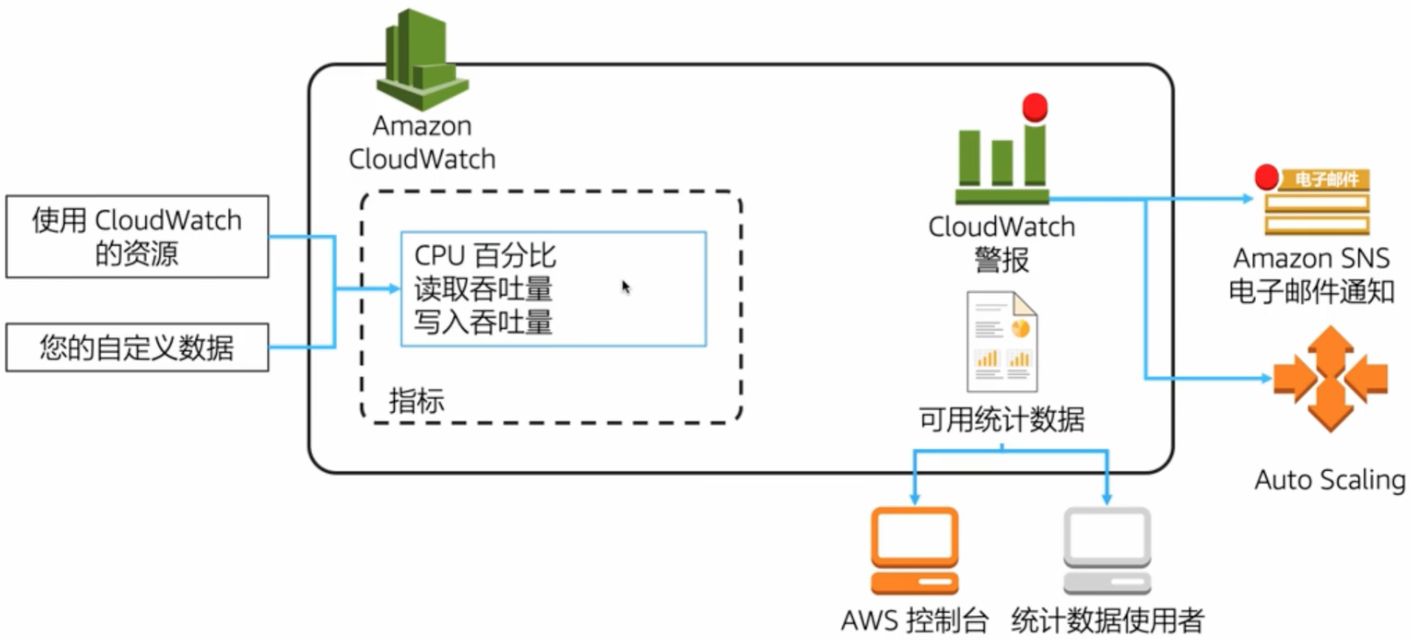 Amazon
CloudWatch
使用 CloudWatch
的资源
您的自定义数据
CPU 百分比
读取吞吐量
写入吞吐量
指标
CloudWatch
警报
可用统计数据
电子邮件
Amazon SNS
电子邮件通知
Auto Scaling
AWS 控制台
统计数据使用者